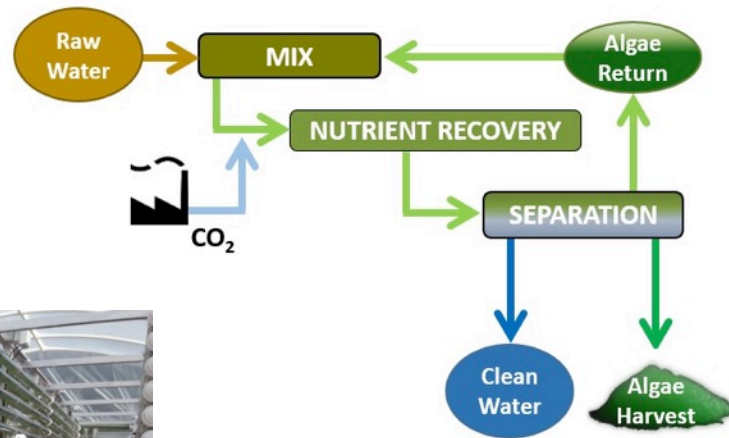 Raw
Water
MIX
Algae
Return
NUTRIENT RECOVERY
CO₂
SEPARATION
Clean
Water
Algae
Harvest